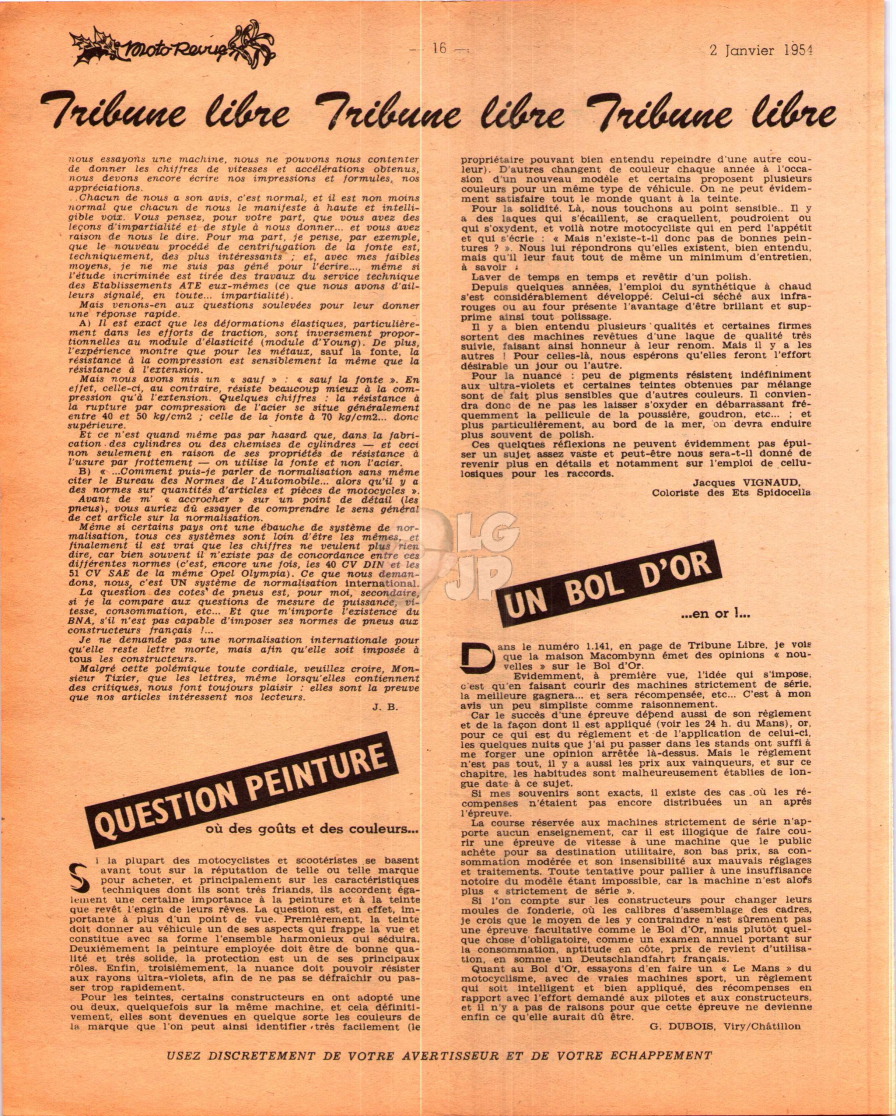 Moto Revue
— 16 —
2 Janvier 1954
Tribune libre Tribune libre Tribune libre
nous essayons une machine, nous ne pouvons nous contenter
de donner les chiffres de vitesses et accélérations obtenus,
nous devons encore écrire nos impressions et formules, nos
appréciations.
Chacun de nous a son avis, c'est normal, et il est non moins
normal que chacun de nous le manifeste à haute et intelli-
gible voix. Vous pensez, pour votre part, que vous avez des
leçons d'impartialité et de style à nous donner... et vous avez
raison de nous le dire. Pour ma part, je pense, par exemple,
que le nouveau procédé de centrifugation de la fonte est,
techniquement, des plus intéressants ; et, avec mes faibles
moyens, je ne me suis pas gêné pour l'écrire..., même si
l'étude incriminée est tirée des travaux du service technique
des Etablissements ATE eux-mêmes (ce que nous avons d'ail-
leurs signalé, en toute... impartialité).
Mais venons-en aux questions soulevées pour leur donner
une réponse rapide.
A) Il est exact que les déformations élastiques, particulière-
ment dans les efforts de traction, sont inversement propor-
tionnelles au module d'élasticité (module d'Young). De plus,
l'expérience montre que pour les métaux, sauf la fonte, la
résistance à la compression est sensiblement la même que la
résistance à l'extension.
Mais nous avons mis un « sauf » : « sauf la fonte ». En
effet, celle-ci, au contraire, résiste beaucoup mieux à la com-
pression qu'à l'extension. Quelques chiffres : la résistance à
la rupture par compression de l'acier se situe généralement
entre 40 et 50 kg/cm2 ; celle de la fonte à 70 kg/cm2... donc
supérieure.
Et ce n'est quand même pas par haard que, dans la fabri-
cation des cylindres ou des chemises de cylindres — et ceci
non seulement en raison de ses propriétés de résistance à
l'usure par frottement — on utilise la fonte et non l'acier.
B) « ...Comment puis-je parler de normalisation sans même
citer le Bureau des Normes de l'Automobile... alors qu'il y a
des normes sur quantités d'articles et pièces de motocycles ».
Avant de m' « accrocher » sur un point de détail (les
pneus), vous auriez dû essayer de comprendre le sens général
de cet article sur la normalisation.
Même si certains pays ont une ébauche de système de nor-
malisation, tous ces systèmes sont loin d'être les mêmes, et
finalement il est vrai que les chiffres ne veulent plus rien
dire, car bien souvent il n'existe pas de concordance entre ces
différentes normes (c'est, encore une fois, les 40 CV DIN et les
51 CV SAE de la même Opel Olympia). Ce que nous deman-
dons, nous, c'est UN système de normalisation international.
La question des cotes de pneus est, pour moi, secondaire,
si je la compare aux questions de mesure de puissance, vi-
tesse, consommation, etc... Et que m'importe l'existence du
BNA, s'il n'est pas capable d'imposer ses normes de pneus aux
constructeurs français !...
Je ne demande pas une normalisation internationale pour
qu'elle reste lettre morte, mais afin qu'elle soit imposée à
tous les constructeurs.
Malgré cette polémique toute cordiale, veuillez croire, Mon-
sieur Tixier, que les lettres, même lorsqu'elles contiennent
des critiques, nous font toujours plaisir : elles sont la preuve
que nos articles intéressent nos lecteurs.
J. B.
QUESTION PEINTURE
où des goûts et des couleurs...
Si la plupart des motocyclistes et scootéristes se basent
avant tout sur la réputation de telle ou telle marque
pour acheter, et principalement sur les caractéristiques
techniques dont ils sont très friands, ils accordent éga-
lement une certaine importance à la peinture et à la teinte
que revêt l'engin de leurs rêves. La question est, en effet, im-
portante à plus d'un point de vue. Premièrement, la teinte
doit donner au véhicule un de ses aspects qui frappe la vue et
constitue avec sa forme l'ensemble harmonieux qui séduira.
Deuxièmement la peinture employée doit être de bonne qua-
lité et très solide, la protection est un de ses principaux
rôles. Enfin, troisièmement, la nuance doit pouvoir résister
aux rayons ultra-violets, afin de ne pas se défraîchir ou pas-
ser trop rapidement.
Pour les teintes, certains constructeurs en ont adopté une
ou deux, quelquefois sur la même machine, et cela définiti-
vement, elles sont devenues en quelque sorte les couleurs de
la marque que l'on peut ainsi identifier très facilement (le
propriétaire pouvant bien entendu repeindre d'une autre cou-
leur). D'autres changent de couleur chaque année à l'occa-
sion d'un nouveau modèle et certains proposent plusieurs
couleurs pour un même type de véhicule. On ne peut évidem-
ment satisfaire tout le monde quant à la teinte.
Pour la solidité. Là, nous touchons au point sensible.. Il y
a des laques qui s'écaillent, se craquellent, poudroient ou
qui s'oxydent, et voilà notre motocycliste qui en perd l'appétit
et qui s'écrie : « Mais n'existe-t-il donc pas de bonnes pein-
tures ? ». Nous lui répondrons qu'elles existent, bien entendu,
mais qu'il leur faut tout de même un minimum d'entretien,
à savoir :
Laver de temps en temps et revêtir d'un polish.
Depuis quelques années, l'emploi du synthétique à chaud
s'est considérablement développé. Celui-ci séché aux infra-
rouges ou au four présente l'avantage d'être brillant et sup-
prime ainsi tout polissage.
Il y a bien entendu plusieurs qualités et certaines firmes
sortent des machines revêtues d'une laque de qualité très
suivie, faisant ainsi honneur à leur renom. Mais il y a les
autres ! Pour celles-là, nous espérons qu'elles feront l'effort
désirable un jour ou l'autre.
Pour la nuance : peu de pigments résistent indéfiniment
aux ultra-violets et certaines teintes obtenues par mélange
sont de fait plus sensibles que d'autres couleurs. Il convien-
dra donc de ne pas les laisser s'oxyder en débarrassant fré-
quemment la pellicule de la poussière, goudron, etc... ; et
plus particulièrement, au bord de la mer, on devra enduire
plus souvent de polish.
Ces quelques réflexions ne peuvent évidemment pas épui-
ser un sujet assez vaste et peut-être nous sera-t-il donné de
revenir plus en détails et notamment sur l'emploi de cellu-
losiques pour les raccords.
Jacques VIGNAUD,
Coloriste des Ets Spidocella
LG
JP
UN BOL D'OR
...en or !...
Dans le numéro 1.141, en page de Tribune Libre, je vois
que la maison Macombynn émet des opinions « nou-
velles » sur le Bol d'Or.
Evidemment, à première vue, l'idée qui s'impose,
c'est qu'en faisant courir des machines strictement de série,
la meilleure gagnera... et sera récompensée, etc... C'est à mon
avis un peu simpliste comme raisonnement.
Car le succès d'une épreuve dépend aussi de son règlement
et de la façon dont il est appliqué (voir les 24 h. du Mans), or,
pour ce qui est du règlement et de l'application de celui-ci,
les quelques nuits que j'ai pu passer dans les stands ont suffi à
me forger une opinion arrêtée là-dessus. Mais le règlement
n'est pas tout, il y a aussi les prix aux vainqueurs, et sur ce
chapitre, les habitudes sont malheureusement établies de lon-
gue date à ce sujet.
Si mes souvenirs sont exacts, il existe des cas où les ré-
compenses n'étaient pas encore distribuées un an après
l'épreuve.
La course réservée aux machines strictement de série n'ap-
porte aucun enseignement, car il est illogique de faire cou-
rir une épreuve de vitesse à une machine que le public
achète pour sa destination utilitaire, son bas prix, sa con-
sommation modérée et son insensibilité aux mauvais réglages
et traitements. Toute tentative pour pallier à une insuffisance
notoire du modèle étant impossible, car la machine n'est alors
plus « strictement de série ».
Si l'on compte sur les constructeurs pour changer leurs
moules de fonderie, où les calibres d'assemblage des cadres,
je crois que le moyen de les y contraindre n'est sûrement pas
une épreuve facultative comme le Bol d'Or, mais plutôt quel-
que chose d'obligatoire, comme un examen annuel portant sur
la consommation, aptitude en côte, prix de revient d'utilisa-
tion, en somme un Deutschlandfahrt français.
Quant au Bol d'Or, essayons d'en faire un « Le Mans » du
motocyclisme, avec de vraies machines sport, un règlement
qui soit intelligent et bien appliqué, des récompenses en
rapport avec l'effort demandé aux pilotes et aux constructeurs,
et il n'y a pas de raisons pour que cette épreuve ne devienne
enfin ce qu'elle aurait dû être.
G. DUBOIS, Viry/Châtillon
USEZ DISCRETEMENT DE VOTRE AVERTISSEUR ET DE VOTRE ECHAPPEMENT